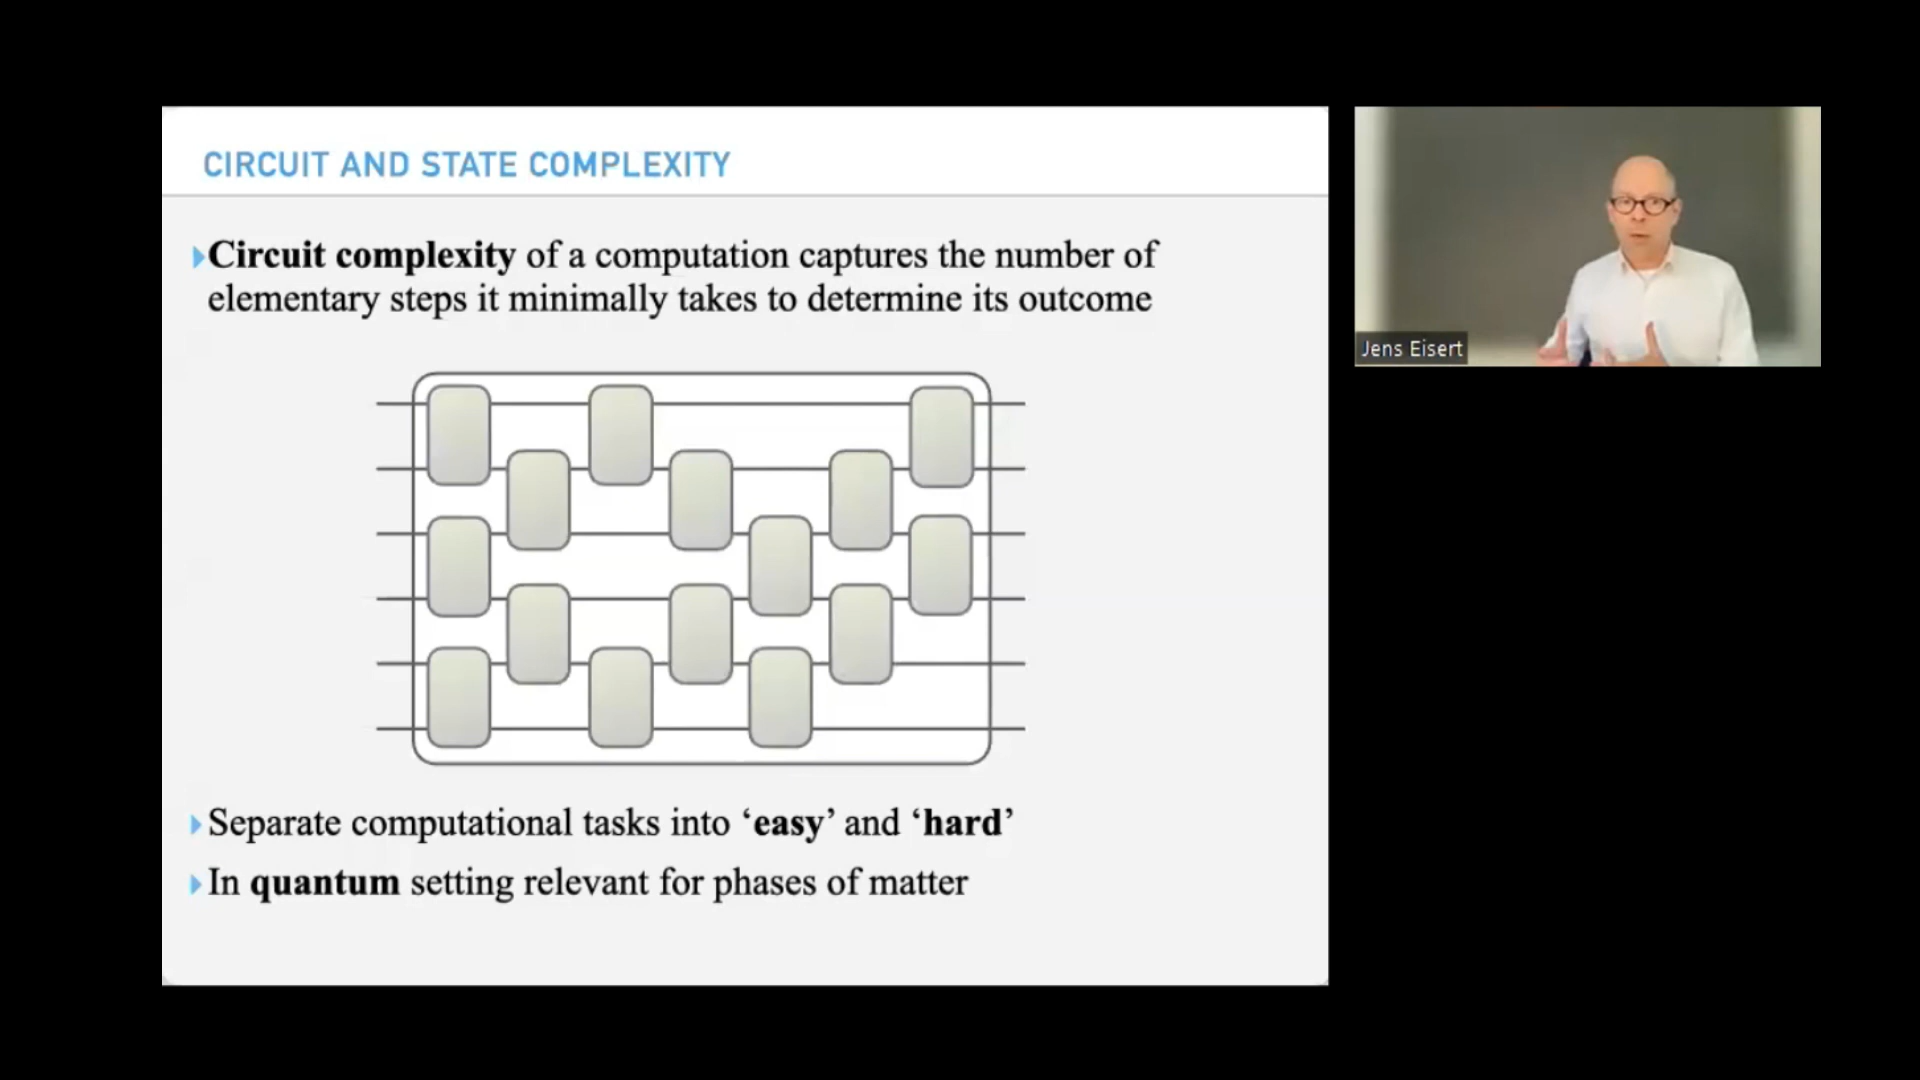 CIRCUIT AND STATE COMPLEXITY
Circuit complexity of a computation captures the number of
elementary steps it minimally takes to determine its outcome
Separate computational tasks into ‘easy’ and ‘hard’
In quantum setting relevant for phases of matter
Jens Eisert